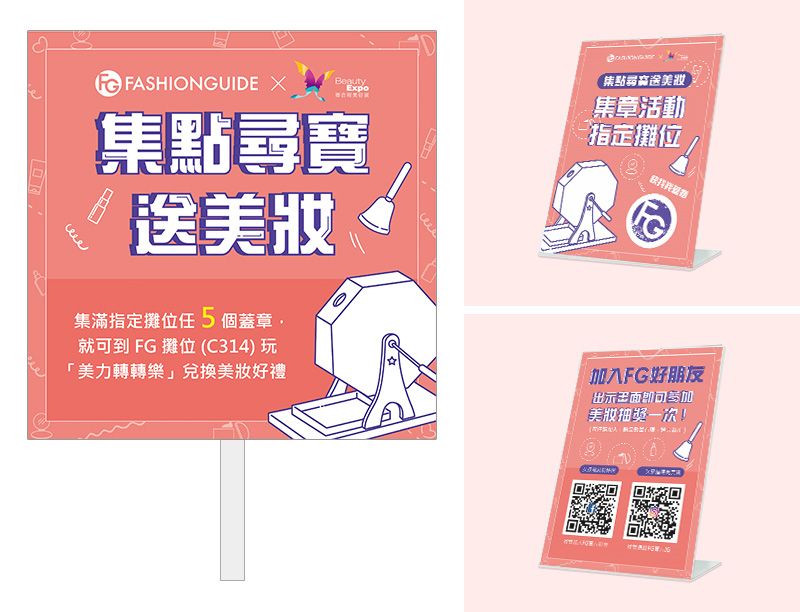 FG FASHIONGUIDE × Beauty Expo
集點尋寶
送美妝
集滿指定攤位任 5 個蓋章，
就可到 FG 攤位 (C314) 玩
「美力轉轉樂」兌換美妝好禮
FASHIONGUIDE ×
集點尋寶送美妝
集章活動
指定攤位
FG
加入FG好朋友
出示畫面即可參加
美妝抽獎一次！